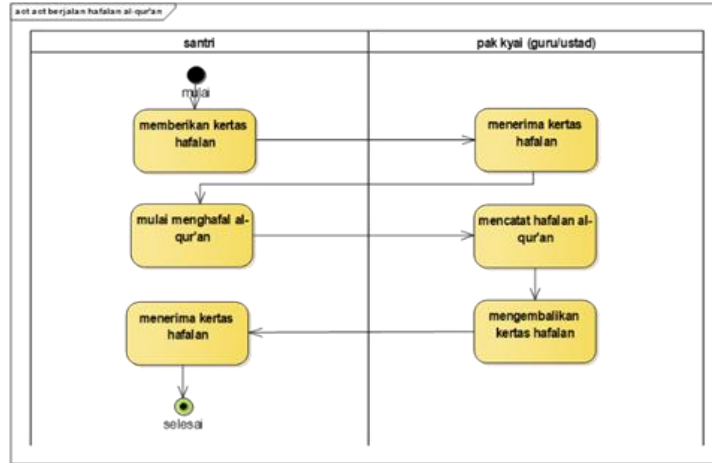 act act berjalan hafalan al-qur'an
santri
pak kyai (guru/ustad)
mulai
memberikan kertas
hafalan
menerima kertas
hafalan
mulai menghafal al-
qur'an
mencatat hafalan al-
qur'an
mengembalikan
kertas hafalan
menerima kertas
hafalan
selesai